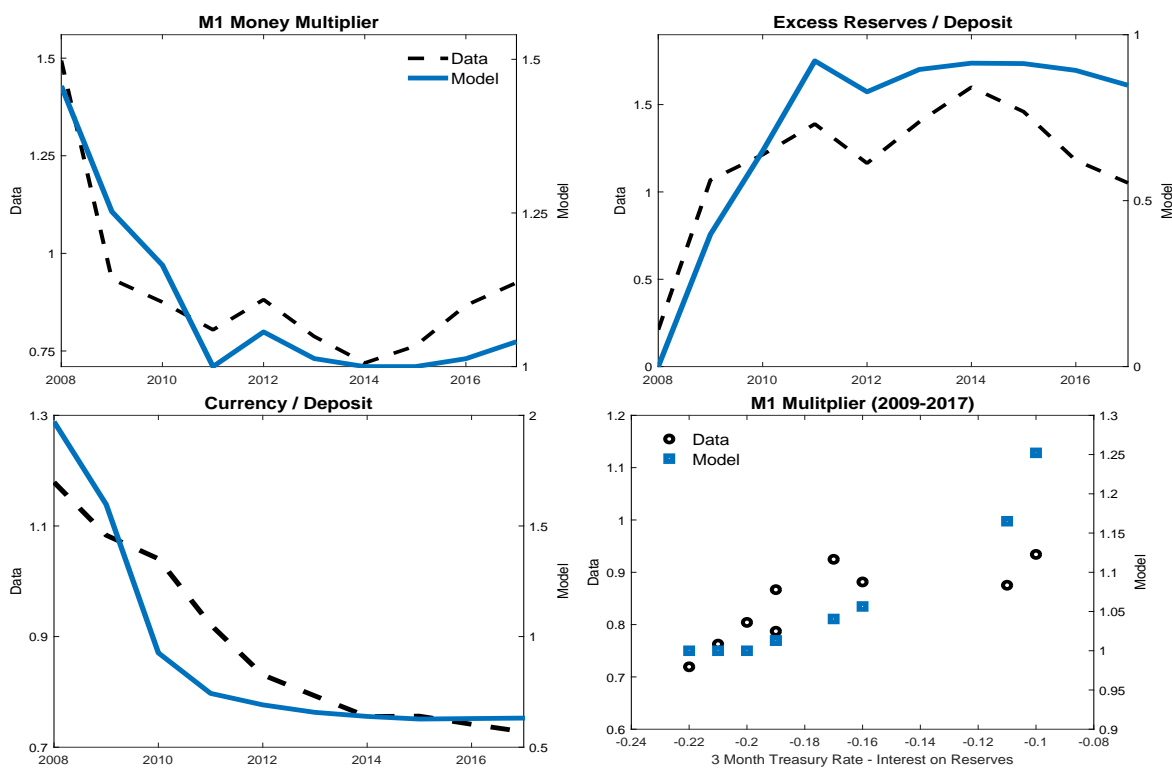 M1 Money Multiplier
1.5
1.25
1
0.75
Data
Data
Model
1.5
1.25
1
Model
2008 2010 2012 2014 2016
Excess Reserves / Deposit
1.5
1
0.5
0
Data
1
0.5
0
Model
2008 2010 2012 2014 2016
Currency / Deposit
1.3
1.1
0.9
0.7
Data
2
1.5
1
0.5
Model
2008 2010 2012 2014 2016
M1 Mulitplier (2009-2017)
1.2
1.1
1
0.9
0.8
0.7
0.6
Data
Data
Model
1.3
1.25
1.2
1.15
1.1
1.05
1
0.95
0.9
Model
-0.24 -0.22 -0.2 -0.18 -0.16 -0.14 -0.12 -0.1 -0.08
3 Month Treasury Rate - Interest on Reserves